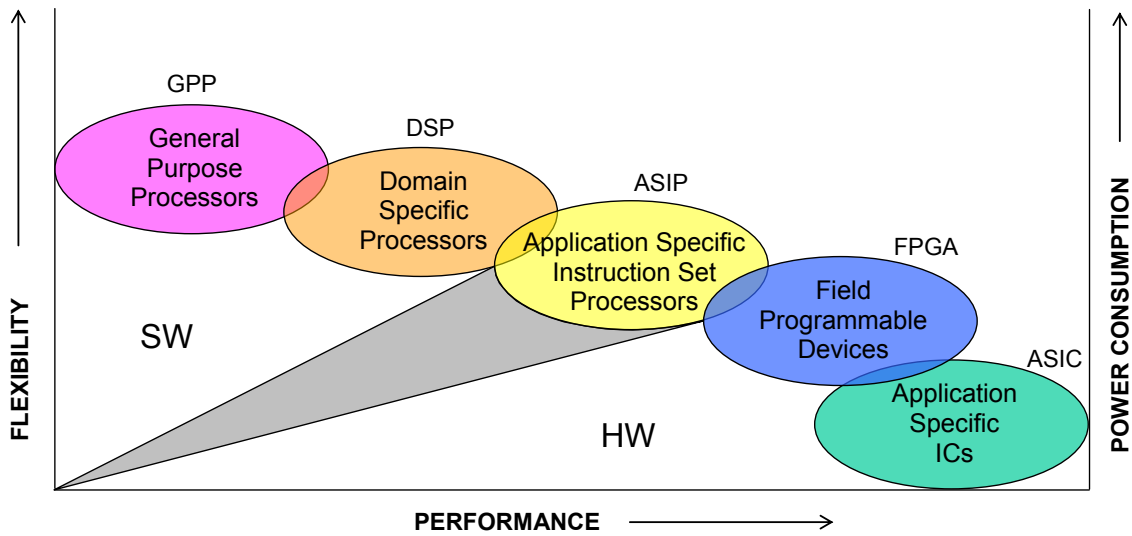 GPP
General
Purpose
Processors
DSP
Domain
Specific
Processors
ASIP
Application Specific
Instruction Set
Processors
FPGA
Field
Programmable
Devices
ASIC
Application
Specific
ICs
SW
HW
FLEXIBILITY
POWER CONSUMPTION
PERFORMANCE